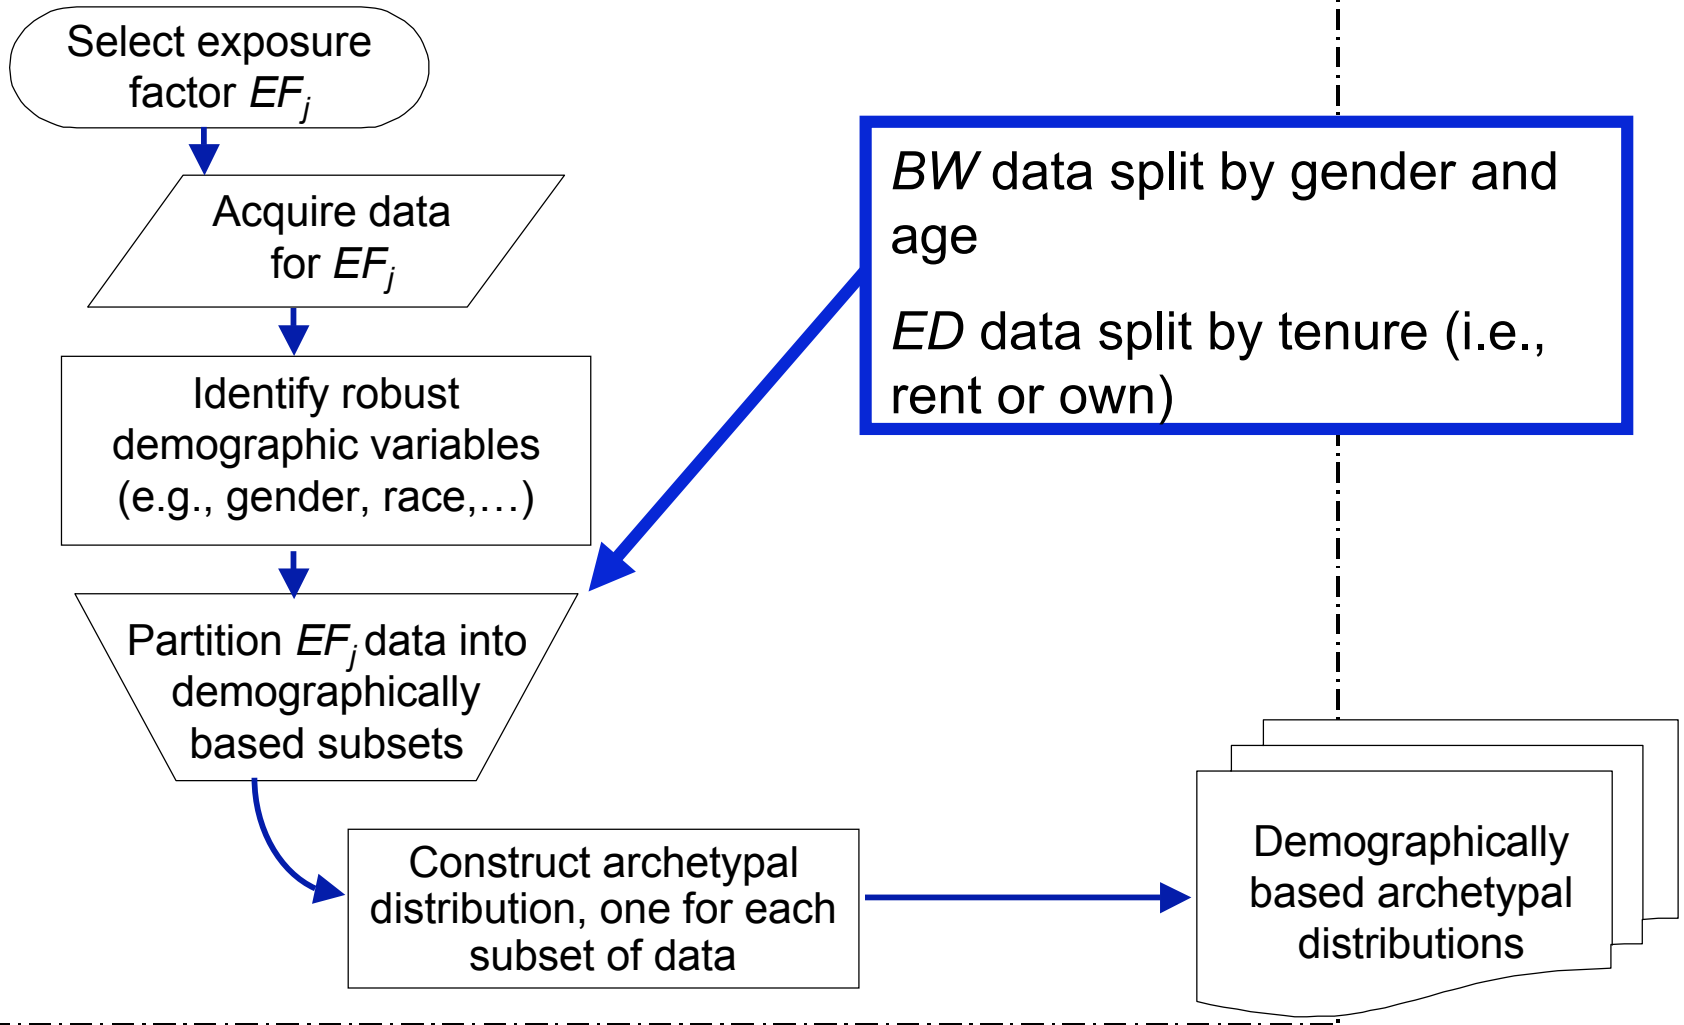 Select exposure
factor EFj
Acquire data
for EFj
Identify robust
demographic variables
(e.g., gender, race,…)
Partition EFj data into
demographically
based subsets
Construct archetypal
distribution, one for each
subset of data
BW data split by gender and
age
ED data split by tenure (i.e.,
rent or own)
Demographically
based archetypal
distributions